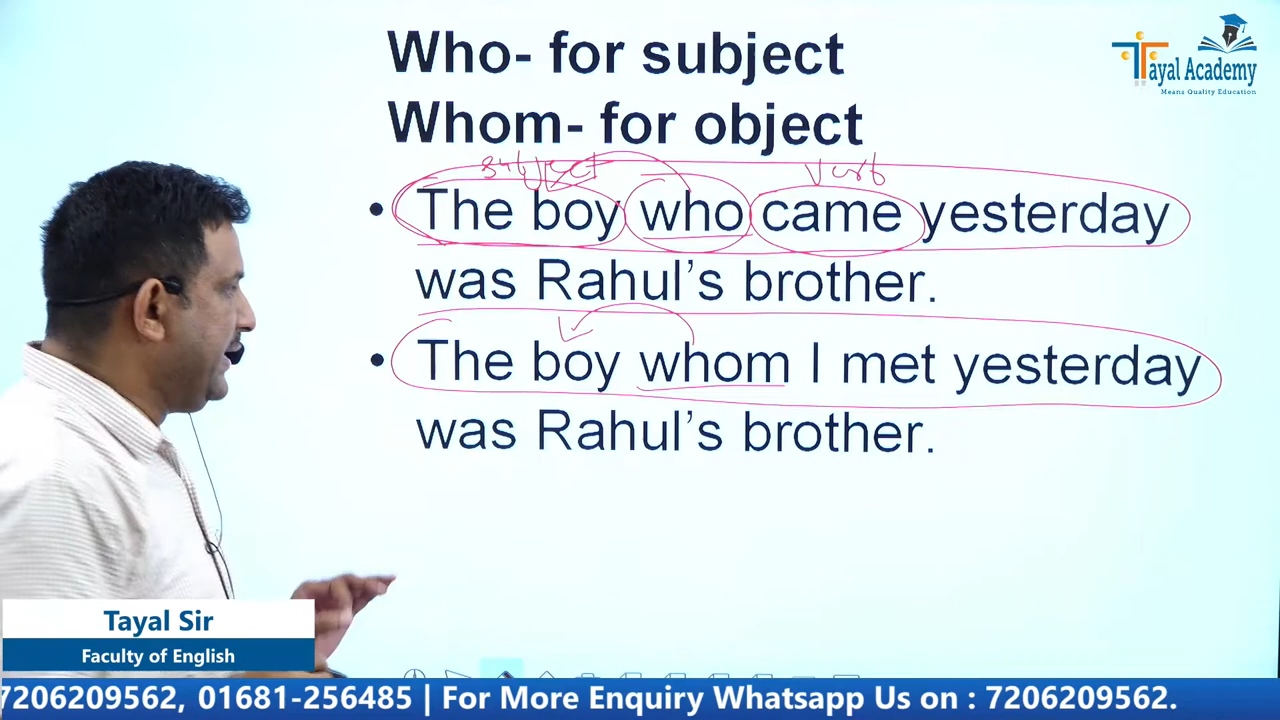 Who- for subject
Whom- for object
Tayal Academy
Means Quality Education
subject
verb
• The boy who came yesterday
was Rahul's brother.
• The boy whom I met yesterday
was Rahul's brother.
Tayal Sir
Faculty of English
7206209562, 01681-256485 | For More Enquiry Whatsapp Us on : 7206209562.